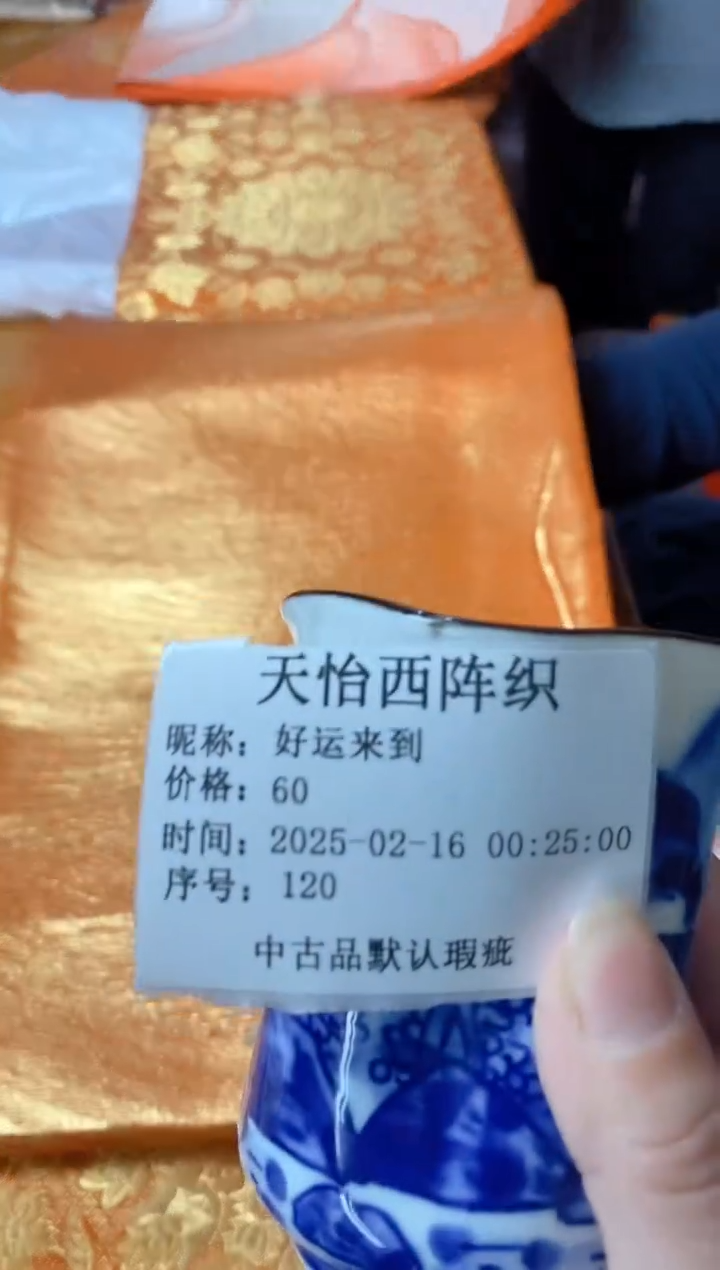 天怡西阵织
昵称：好运来到
价格：60
时间：2025-02-16 00:25:00
序号：120
中古品默认瑕疵